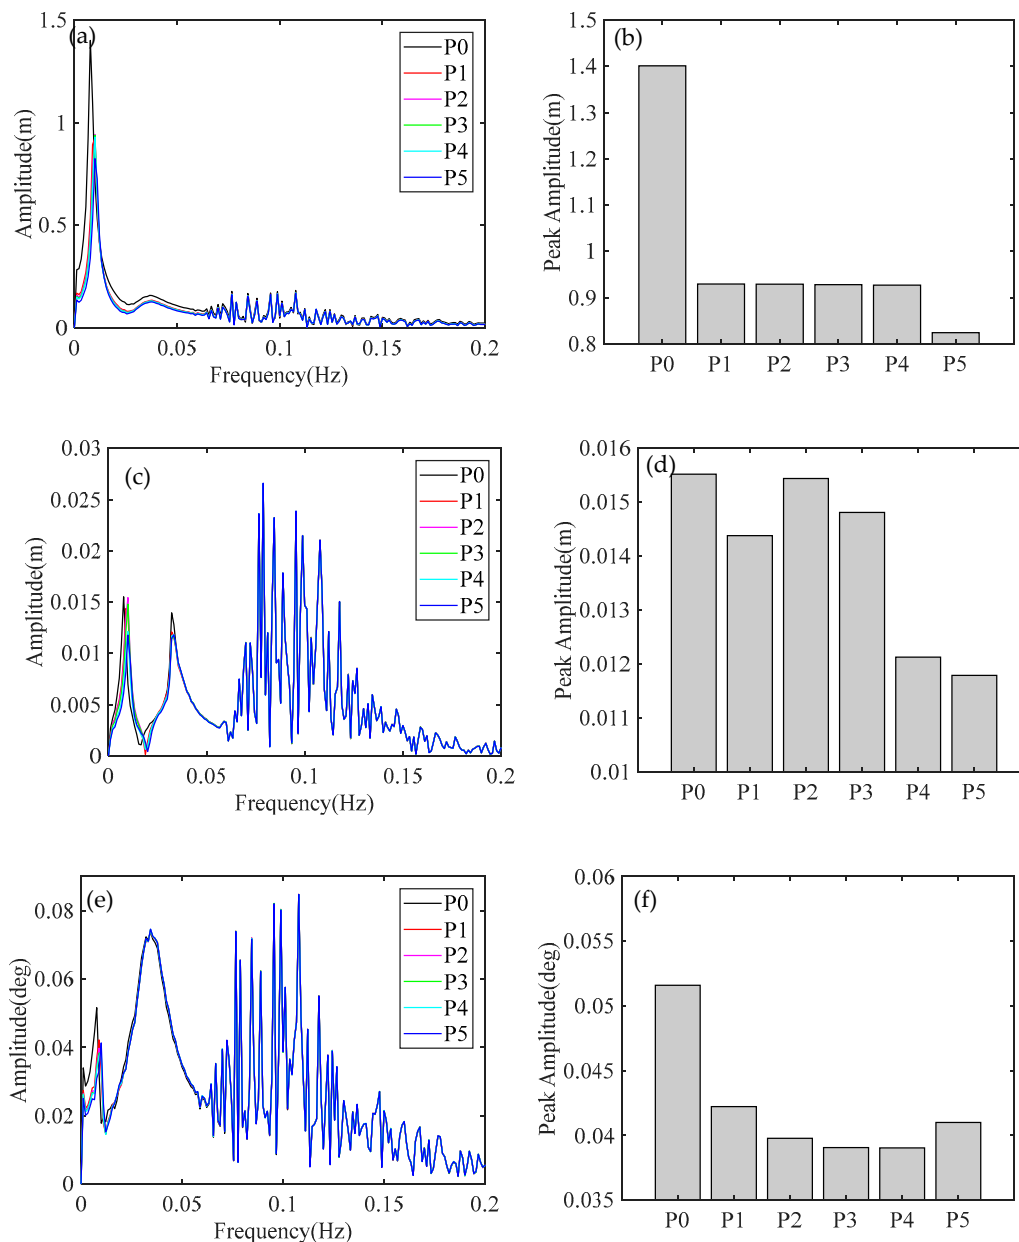 (a)
1.5
1
0.5
0
Amplitude(m)
P0
P1
P2
P3
P4
P5
0 0.05 0.1 0.15 0.2
Frequency(Hz)
(b)
1.5
1.4
1.3
1.2
1.1
1
0.9
0.8
Peak Amplitude(m)
P0 P1 P2 P3 P4 P5
(c)
0.03
0.025
0.02
0.015
0.01
0.005
0
Amplitude(m)
P0
P1
P2
P3
P4
P5
0 0.05 0.1 0.15 0.2
Frequency(Hz)
(d)
0.016
0.015
0.014
0.013
0.012
0.011
0.01
Peak Amplitude(m)
P0 P1 P2 P3 P4 P5
(e)
0.08
0.06
0.04
0.02
0
Amplitude(deg)
P0
P1
P2
P3
P4
P5
0 0.05 0.1 0.15 0.2
Frequency(Hz)
(f)
0.06
0.055
0.05
0.045
0.04
0.035
Peak Amplitude(deg)
P0 P1 P2 P3 P4 P5